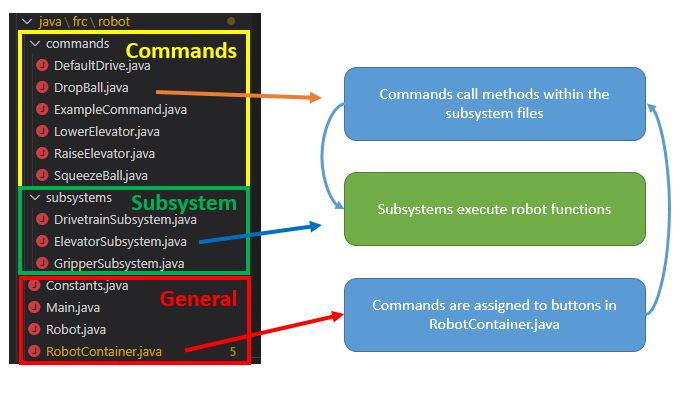 java\frc\robot
commands
Commands
DefaultDrive.java
DropBall.java
ExampleCommand.java
LowerElevator.java
RaiseElevator.java
SqueezeBall.java
subsystems
Subsystem
DrivetrainSubsystem.java
ElevatorSubsystem.java
GripperSubsystem.java
Constants.java
General
Main.java
Robot.java
RobotContainer.java 5
Commands call methods within the
subsystem files
Subsystems execute robot functions
Commands are assigned to buttons in
RobotContainer.java